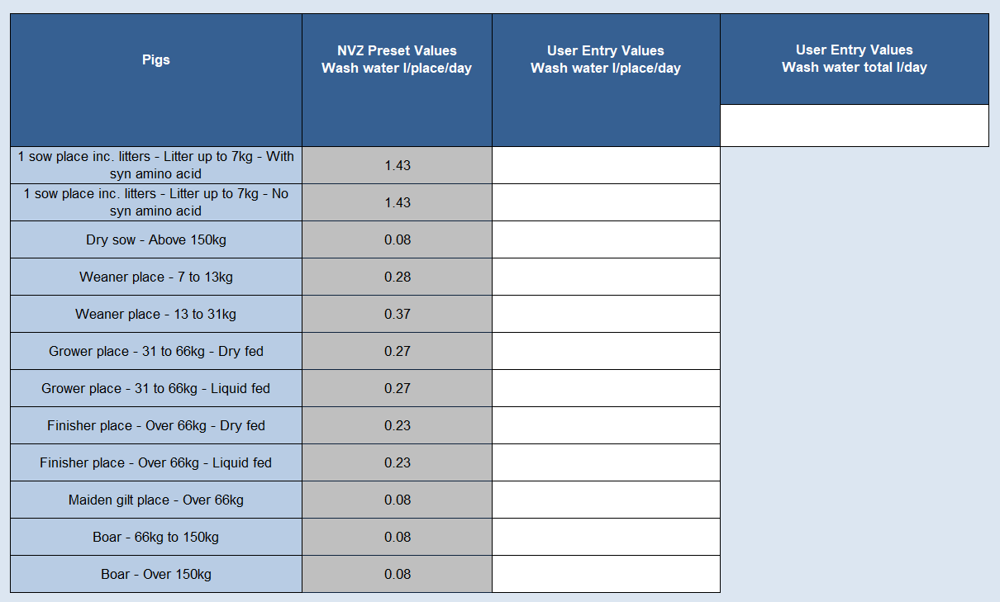 Pigs
NVZ Preset Values
Wash water l/place/day
User Entry Values
Wash water l/place/day
User Entry Values
Wash water total l/day
1 sow place inc. litters - Litter up to 7kg - With
syn amino acid
1.43
1 sow place inc. litters - Litter up to 7kg - No
syn amino acid
1.43
Dry sow - Above 150kg
0.08
Weaner place - 7 to 13kg
0.28
Weaner place - 13 to 31kg
0.37
Grower place - 31 to 66kg - Dry fed
0.27
Grower place - 31 to 66kg - Liquid fed
0.27
Finisher place - Over 66kg - Dry fed
0.23
Finisher place - Over 66kg - Liquid fed
0.23
Maiden gilt place - Over 66kg
0.08
Boar - 66kg to 150kg
0.08
Boar - Over 150kg
0.08